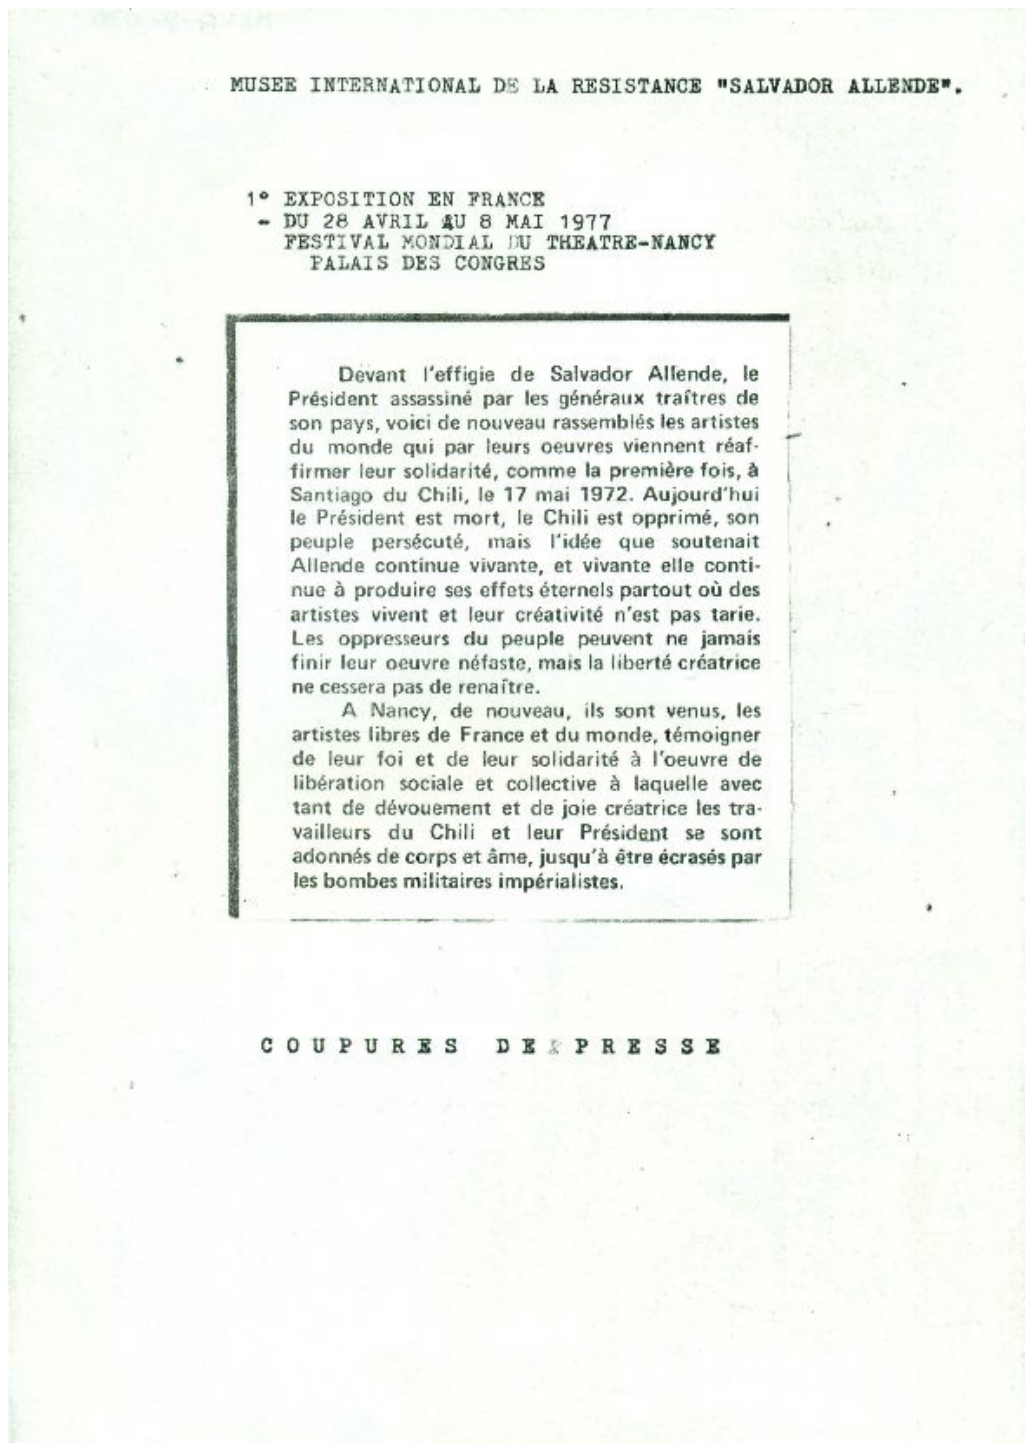 MUSEE INTERNATIONAL DE LA RESISTANCE "SALVADOR ALLENDE".
1° EXPOSITION EN FRANCE
- DU 28 AVRIL AU 8 MAI 1977
FESTIVAL MONDIAL DU THEATRE-NANCY
PALAIS DES CONGRES
Devant l'effigie de Salvador Allende, le
Président assassiné par les généraux traîtres de
son pays, voici de nouveau rassemblés les artistes
du monde qui par leurs oeuvres viennent réaf-
firmer leur solidarité, comme la première fois, à
Santiago du Chili, le 17 mai 1972. Aujourd'hui
le Président est mort, le Chili est opprimé, son
peuple persécuté, mais l'idée que soutenait
Allende continue vivante, et vivante elle conti-
nue à produire ses effets éternels partout où des
artistes vivent et leur créativité n'est pas tarie.
Les oppresseurs du peuple peuvent ne jamais
finir leur oeuvre néfaste, mais la liberté créatrice
ne cessera pas de renaître.
A Nancy, de nouveau, ils sont venus, les
artistes libres de France et du monde, témoigner
de leur foi et de leur solidarité à l'oeuvre de
libération sociale et collective à laquelle avec
tant de dévouement et de joie créatrice les tra-
vailleurs du Chili et leur Président se sont
adonnés de corps et âme, jusqu'à être écrasés par
les bombes militaires impérialistes.
COUPURES DE PRESSE